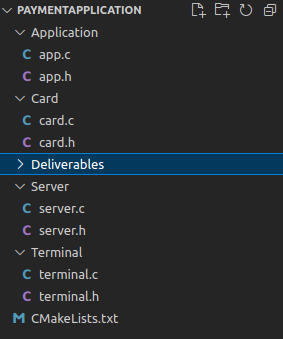 PAYMENTAPPLICATION
Application
C app.c
C app.h
Card
C card.c
C card.h
Deliverables
Server
C server.c
C server.h
Terminal
C terminal.c
C terminal.h
M CMakeLists.txt